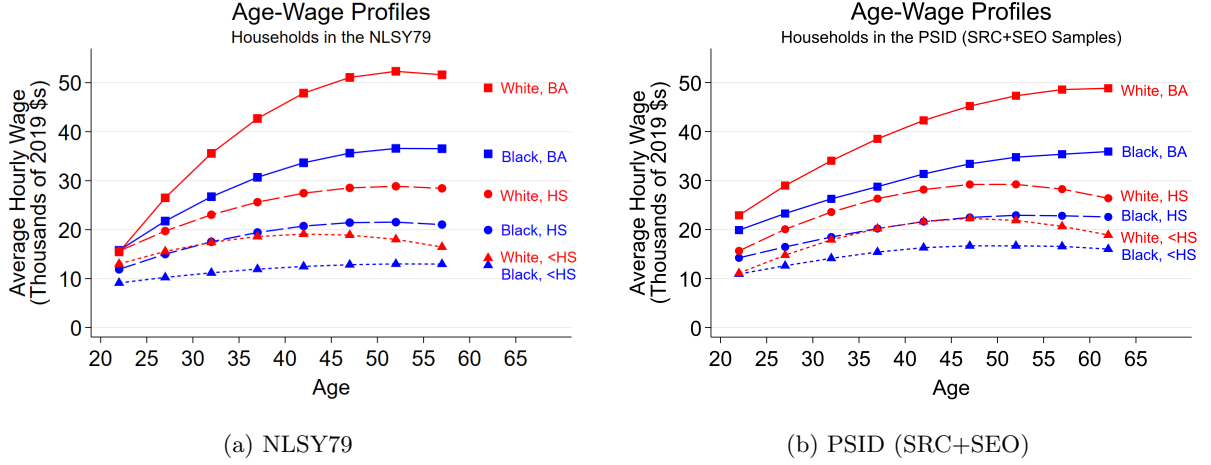 Age-Wage Profiles
Households in the NLSY79
Average Hourly Wage
(Thousands of 2019 $s)
50
40
30
20
10
0
White, BA
Black, BA
White, HS
Black, HS
White, <HS
Black, <HS
20 25 30 35 40 45 50 55 60 65
Age
(a) NLSY79
Age-Wage Profiles
Households in the PSID (SRC+SEO Samples)
Average Hourly Wage
(Thousands of 2019 $s)
50
40
30
20
10
0
White, BA
Black, BA
White, HS
Black, HS
White, <HS
Black, <HS
20 25 30 35 40 45 50 55 60 65
Age
(b) PSID (SRC+SEO)